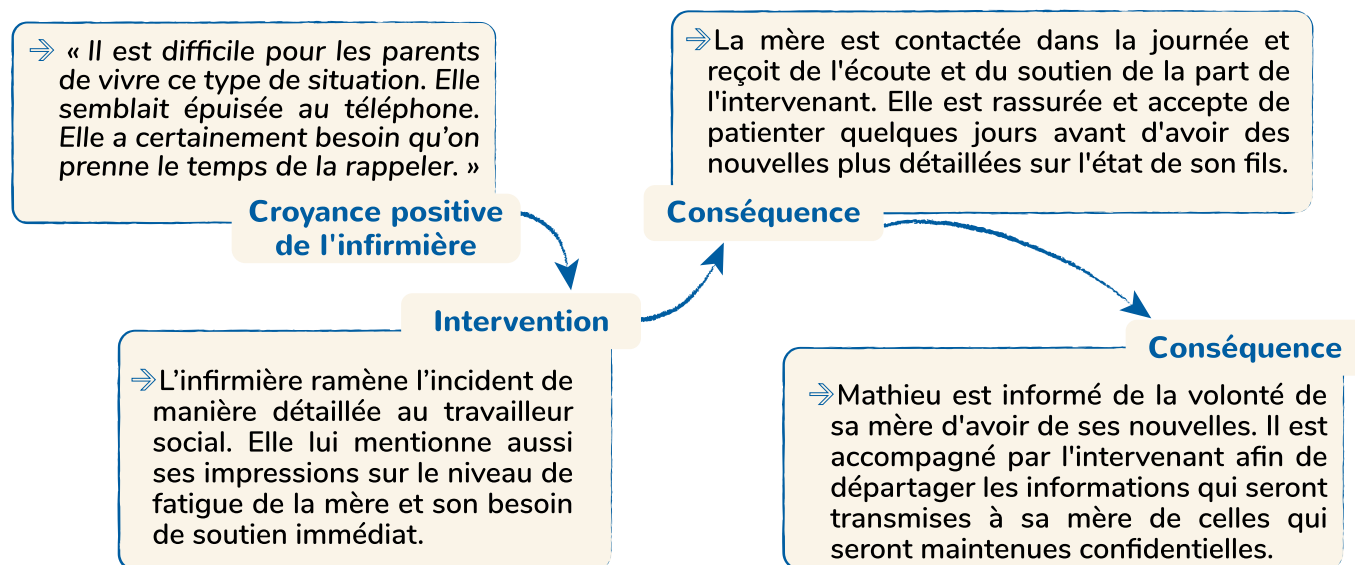 « Il est difficile pour les parents
de vivre ce type de situation. Elle
semblait épuisée au téléphone.
Elle a certainement besoin qu’on
prenne le temps de la rappeler. »
Croyance positive
de l'infirmière
Intervention
L’infirmière ramène l’incident de
manière détaillée au travailleur
social. Elle lui mentionne aussi
ses impressions sur le niveau de
fatigue de la mère et son besoin
de soutien immédiat.
La mère est contactée dans la journée et
reçoit de l'écoute et du soutien de la part de
l'intervenant. Elle est rassurée et accepte de
patienter quelques jours avant d'avoir des
nouvelles plus détaillées sur l'état de son fils.
Conséquence
Conséquence
Mathieu est informé de la volonté de
sa mère d'avoir de ses nouvelles. Il est
accompagné par l'intervenant afin de
départager les informations qui seront
transmises à sa mère de celles qui
seront maintenues confidentielles.